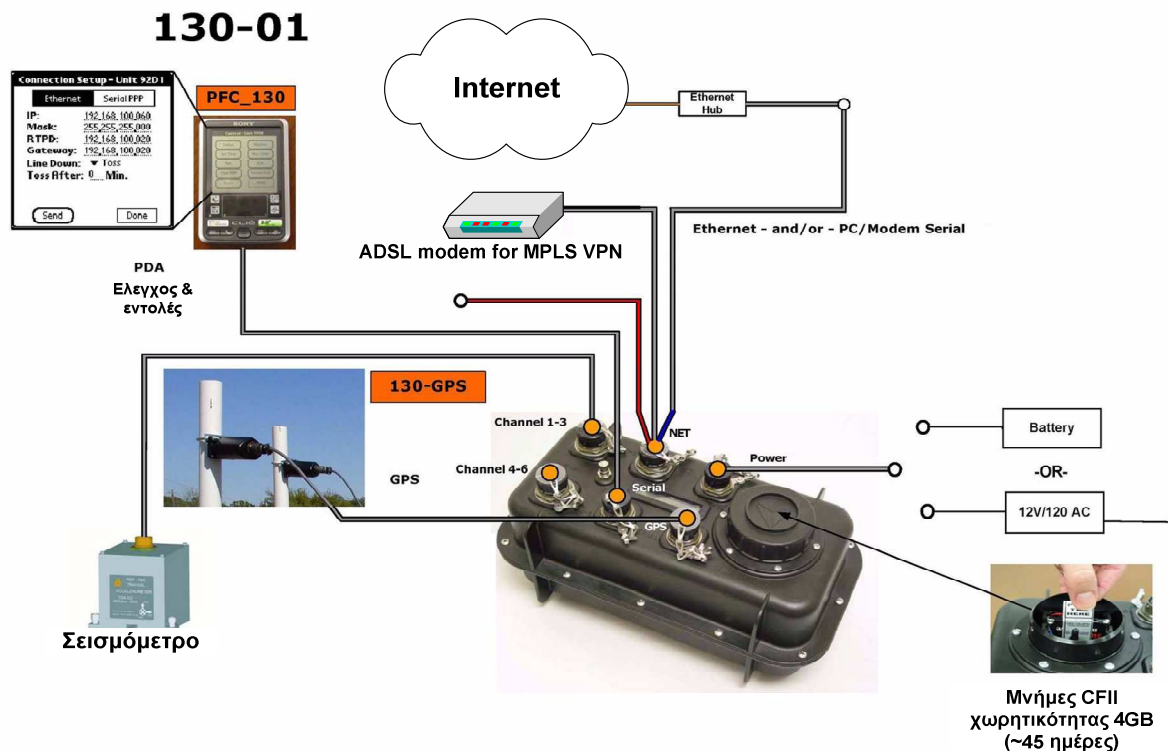 130-01
Connection Setup - Unit 92D1
Ethernet
Serial PPP
IP: 192.168.100.060
Mask: 255.255.255.000
RTPD: 192.168.100.020
Gateway: 192.168.100.020
Line Down: ▼ Toss
Toss After: 0 Min.
Send
Done
PFC_130
SONY
CLIÉ
PDA
Ελεγχος &
εντολές
Internet
Ethernet
Hub
ADSL modem for MPLS VPN
Ethernet - and/or - PC/Modem Serial
130-GPS
GPS
Channel 1-3
Channel 4-6
NET
Serial
GPS
Power
Battery
-OR-
12V/120 AC
ACCELEROMETER
Σεισμόμετρο
HERE
Μνήμες CFII
χωρητικότητας 4GB
(~45 ημέρες)